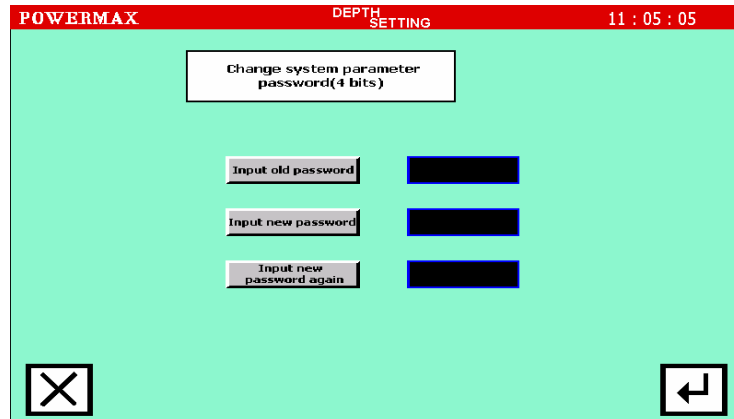 POWERMAX
DEPTH
SETTING
11 : 05 : 05
Change system parameter
password(4 bits)
Input old password
Input new password
Input new
password again